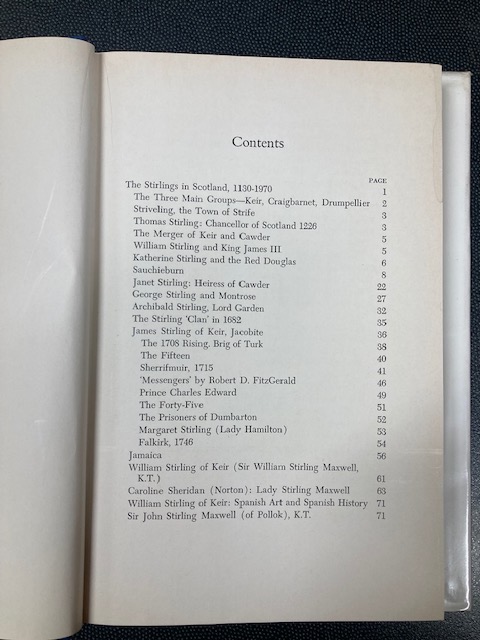 Contents
PAGE
The Stirlings in Scotland, 1130-1970 1
The Three Main Groups—Keir, Craigbarnet, Drumpellier 2
Striveling, the Town of Strife 3
Thomas Stirling: Chancellor of Scotland 1226 3
The Merger of Keir and Cawder 5
William Stirling and King James III 5
Katherine Stirling and the Red Douglas 6
Sauchieburn 8
Janet Stirling: Heiress of Cawder 22
George Stirling and Montrose 27
Archibald Stirling, Lord Garden 32
The Stirling 'Clan' in 1682 35
James Stirling of Keir, Jacobite 36
The 1708 Rising. Brig of Turk 38
The Fifteen 40
Sherrifmuir, 1715 41
'Messengers' by Robert D. FitzGerald 46
Prince Charles Edward 49
The Forty-Five 51
The Prisoners of Dumbarton 52
Margaret Stirling (Lady Hamilton) 53
Falkirk, 1746 54
Jamaica 56
William Stirling of Keir (Sir William Stirling Maxwell,
K.T.) 61
Caroline Sheridan (Norton): Lady Stirling Maxwell 63
William Stirling of Keir: Spanish Art and Spanish History 71
Sir John Stirling Maxwell (of Pollok), K.T. 71